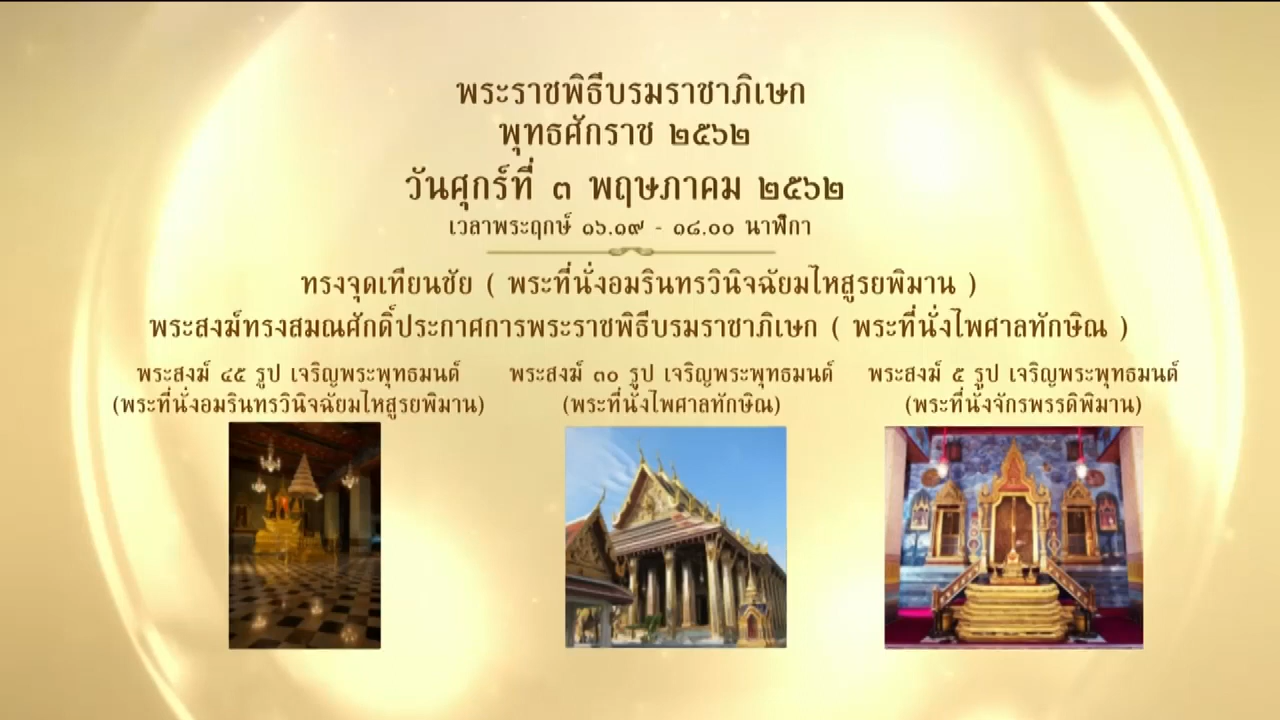 พระราชพิธีบรมราชาภิเษก
พุทธศักราช ๒๕๖๒
วันศุกร์ที่ ๓ พฤษภาคม ๒๕๖๒
เวลาพระฤกษ์ ๑๖.๑๙ - ๑๘.๐๐ นาฬิกา
ทรงจุดเทียนชัย ( พระที่นั่งอมรินทรวินิจฉัยมไหสูรยพิมาน )
พระสงฆ์ทรงสมณศักดิ์ประกาศการพระราชพิธีบรมราชาภิเษก ( พระที่นั่งไพศาลทักษิณ )
พระสงฆ์ ๔๕ รูป เจริญพระพุทธมนต์
(พระที่นั่งอมรินทรวินิจฉัยมไหสูรยพิมาน)
พระสงฆ์ ๓๐ รูป เจริญพระพุทธมนต์
(พระที่นั่งไพศาลทักษิณ)
พระสงฆ์ ๕ รูป เจริญพระพุทธมนต์
(พระที่นั่งจักรพรรดิพิมาน)